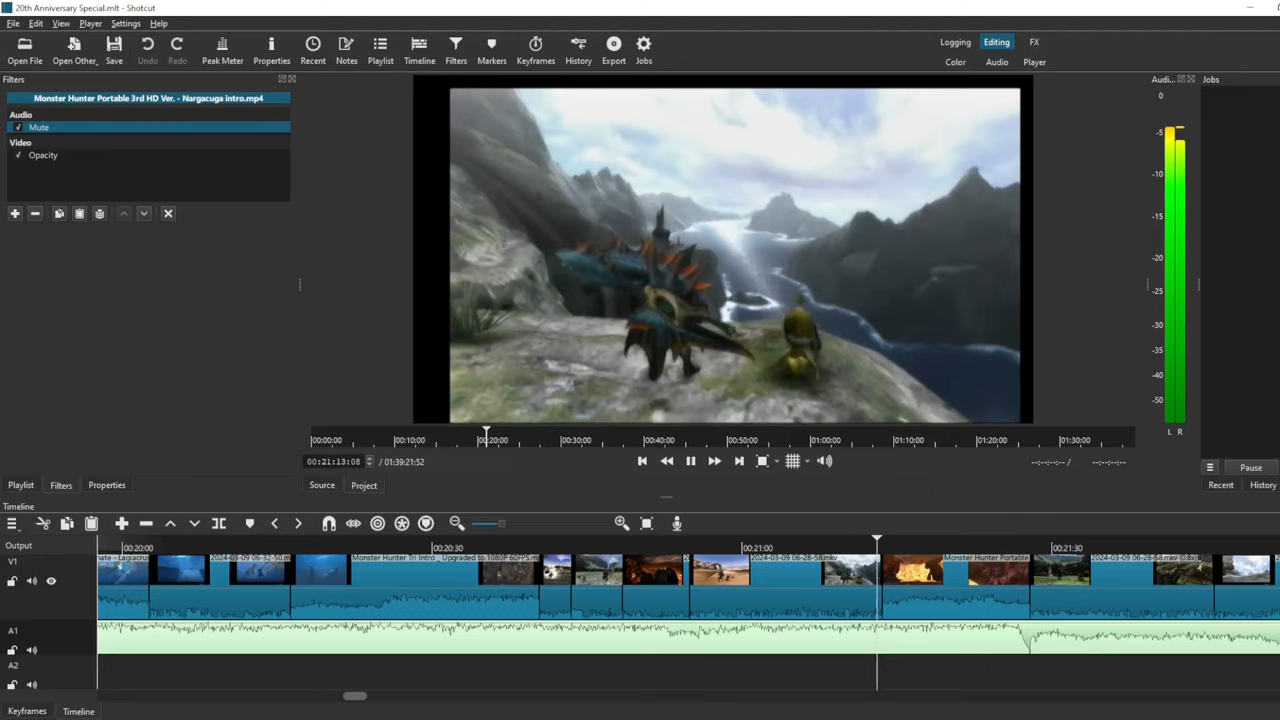 20th Anniversary Special.mlt - Shotcut
File Edit View Player Settings Help
Open File Open Other... Save Undo Redo Peak Meter Properties Recent Notes Playlist Timeline Filters Markers Keyframes History Export Jobs
Logging Editing FX
Color Audio Player
Filters
Audi...
Jobs
Monster Hunter Portable 3rd HD Ver. - Nargacuga intro.mp4
Audio
Mute
Video
Opacity
0
-5
-10
-15
-20
-25
-30
-35
-40
-50
L R
00:00:00 00:10:00 00:20:00 00:30:00 00:40:00 00:50:00 01:00:00 01:10:00 01:20:00 01:30:00
00:21:13:08 / 01:39:21:52
--:--:--:-- / --:--:--:--
Pause
Playlist Filters Properties
Source Project
Recent History
Timeline
Output
00:20:00 00:20:30 00:21:00 00:21:30
V1
Monster Hunter Tri Intro _ Upgraded to 1080P 60FPS
2024-03-09 06-28-58.mkv
Monster Hunter Portable
2024-03-09 06-28-58.mkv (0.8x)
A1
A2
Keyframes Timeline